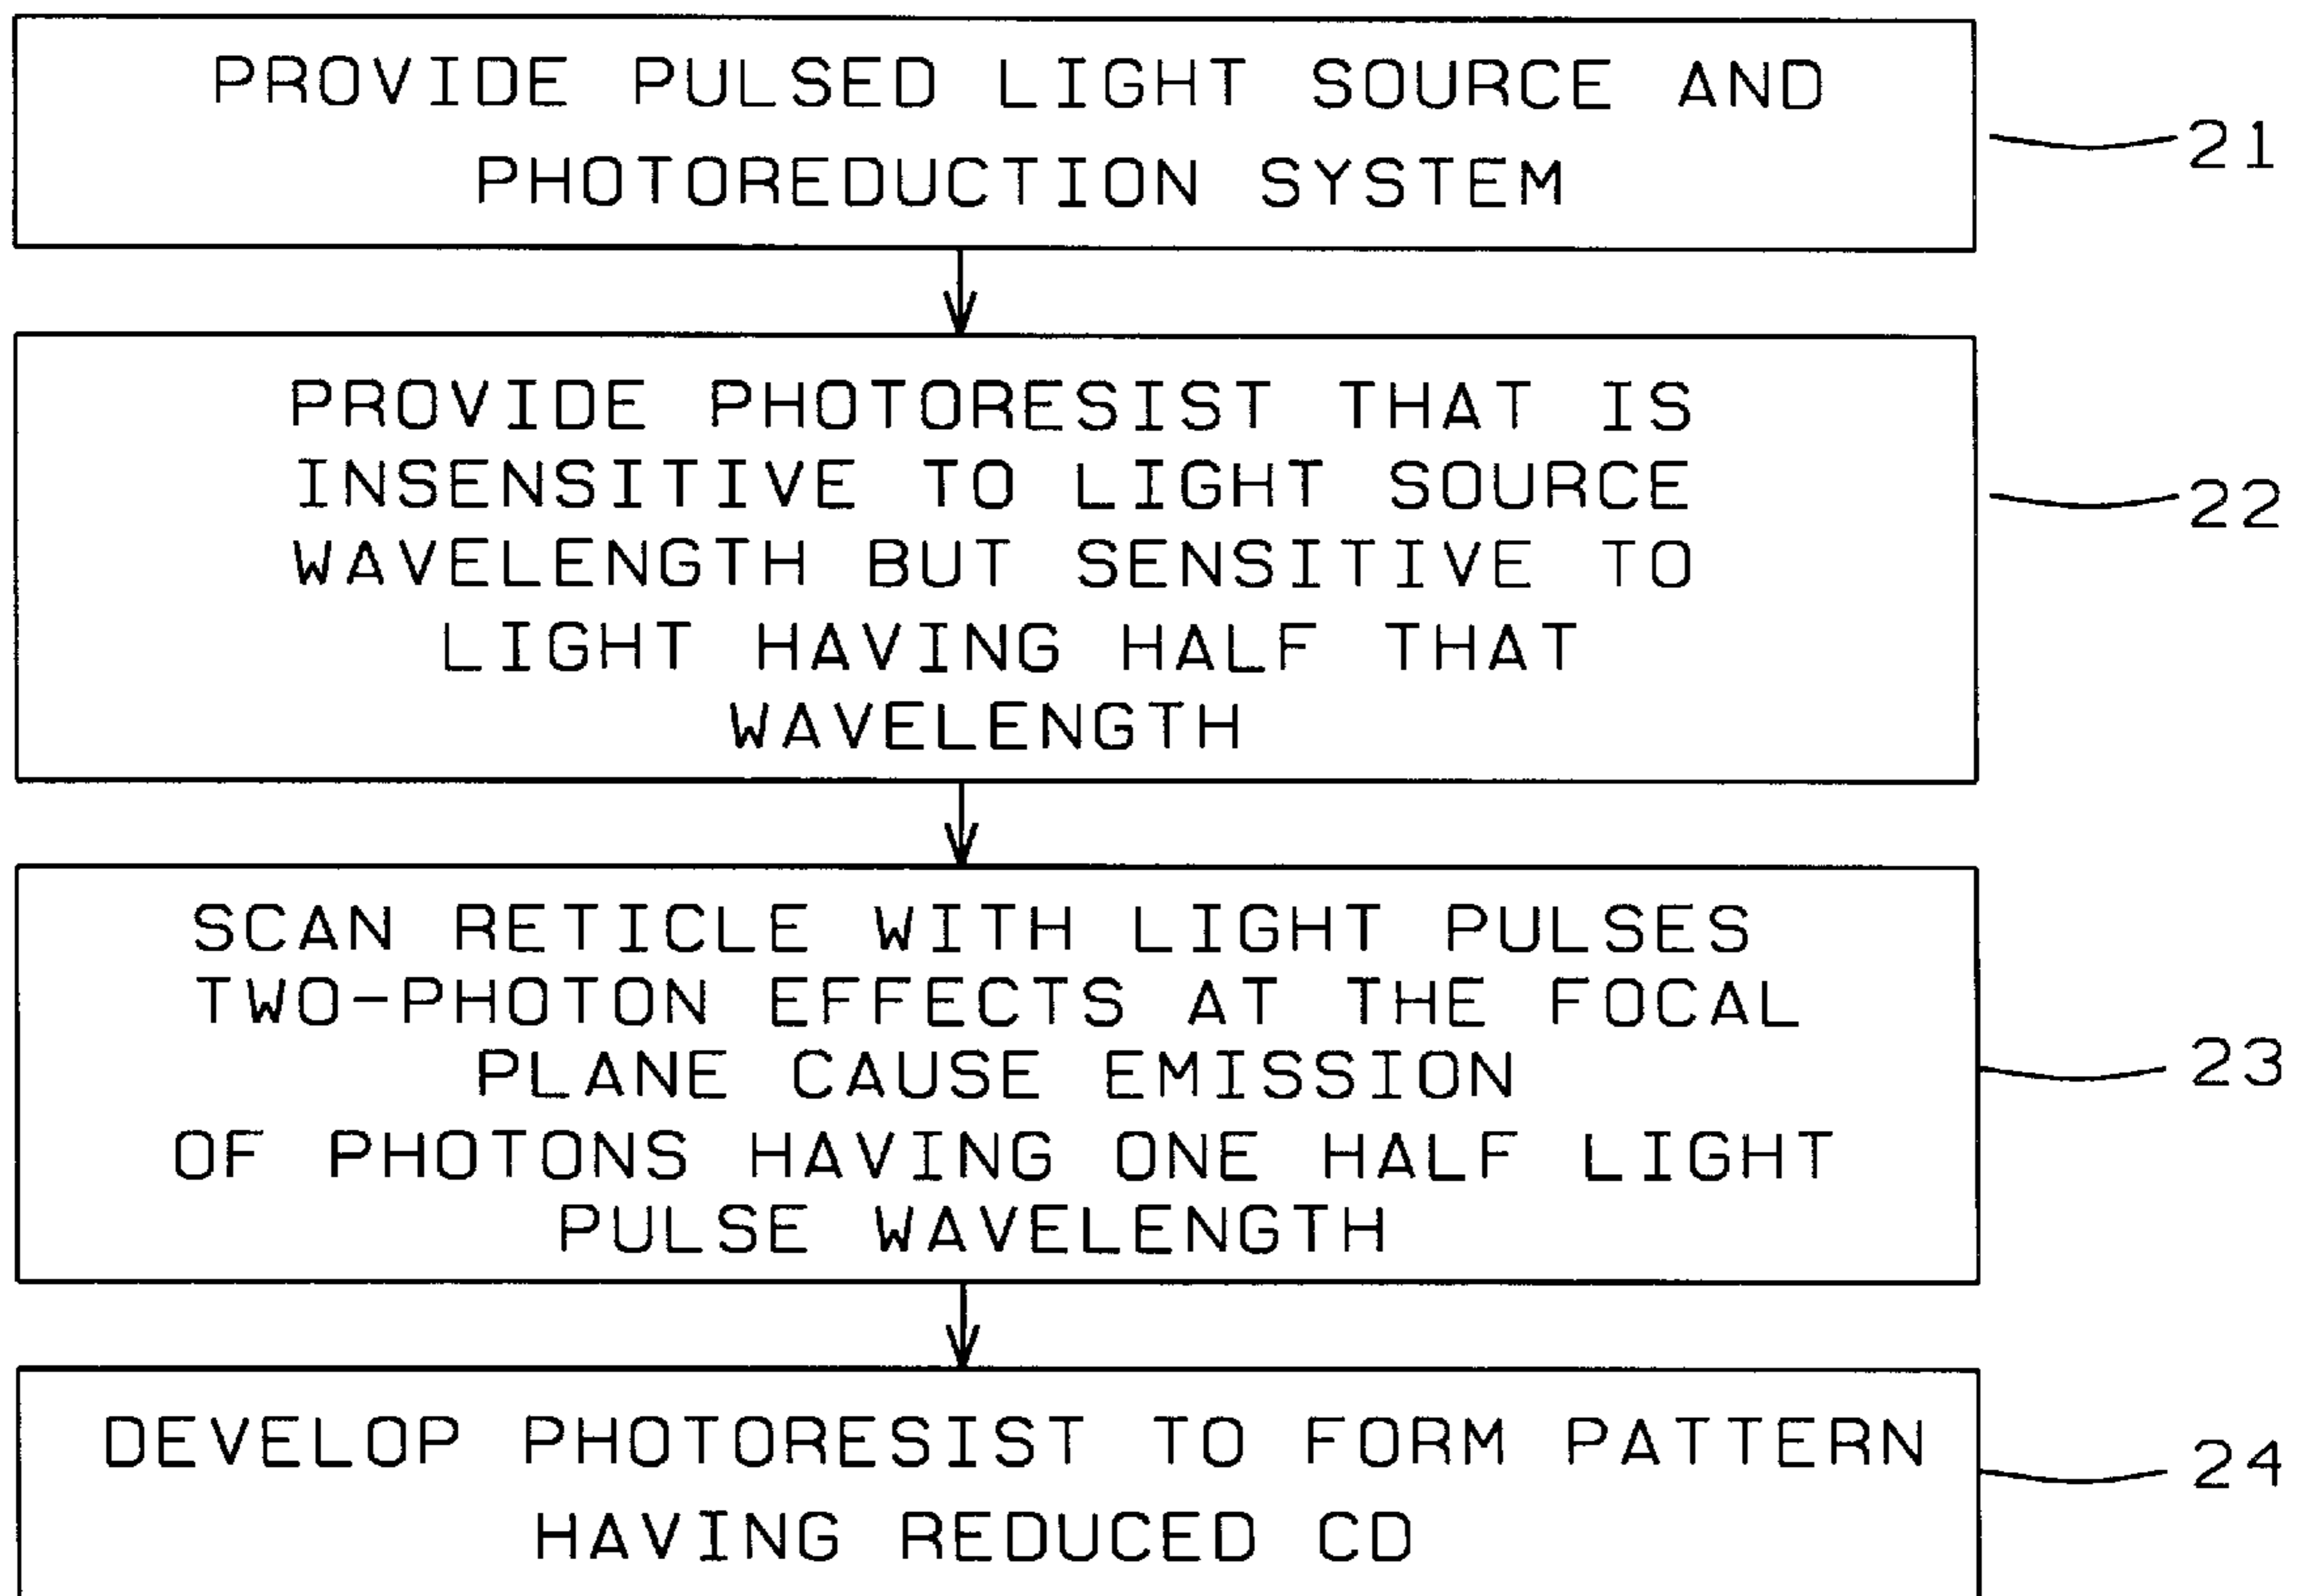 PROVIDE PULSED LIGHT SOURCE AND
PHOTOREDUCTION SYSTEM
21
PROVIDE PHOTORESIST THAT IS
INSENSITIVE TO LIGHT SOURCE
WAVELENGTH BUT SENSITIVE TO
LIGHT HAVING HALF THAT
WAVELENGTH
22
SCAN RETICLE WITH LIGHT PULSES
TWO-PHOTON EFFECTS AT THE FOCAL
PLANE CAUSE EMISSION
OF PHOTONS HAVING ONE HALF LIGHT
PULSE WAVELENGTH
23
DEVELOP PHOTORESIST TO FORM PATTERN
HAVING REDUCED CD
24